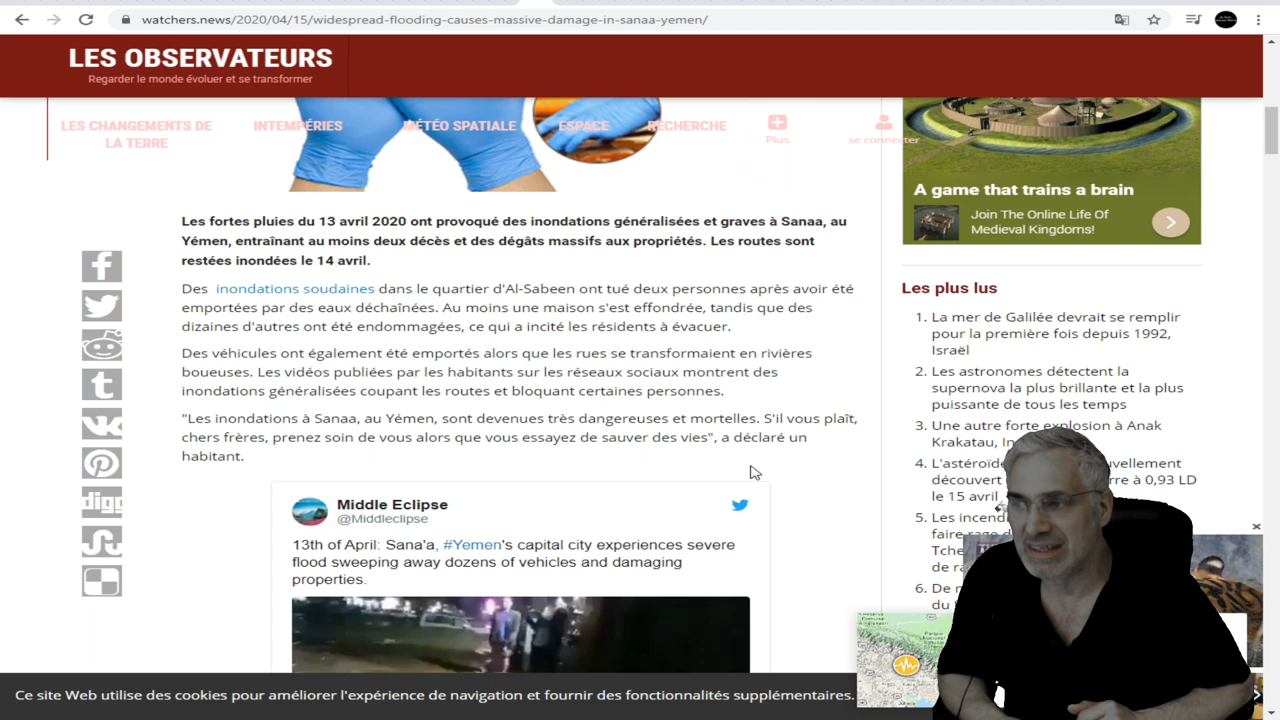 watchers.news/2020/04/15/widespread-flooding-causes-massive-damage-in-sanaa-yemen/
LES OBSERVATEURS
Regarder le monde évoluer et se transformer
LES CHANGEMENTS DE
LA TERRE
INTEMPÉRIES
MÉTÉO SPATIALE
ESPACE
RECHERCHE
Plus
se connecter
Les fortes pluies du 13 avril 2020 ont provoqué des inondations généralisées et graves à Sanaa, au
Yémen, entraînant au moins deux décès et des dégâts massifs aux propriétés. Les routes sont
restées inondées le 14 avril.
Des inondations soudaines dans le quartier d'Al-Sabeen ont tué deux personnes après avoir été
emportées par des eaux déchaînées. Au moins une maison s'est effondrée, tandis que des
dizaines d'autres ont été endommagées, ce qui a incité les résidents à évacuer.
Des véhicules ont également été emportés alors que les rues se transformaient en rivières
boueuses. Les vidéos publiées par les habitants sur les réseaux sociaux montrent des
inondations généralisées coupant les routes et bloquant certaines personnes.
"Les inondations à Sanaa, au Yémen, sont devenues très dangereuses et mortelles. S'il vous plaît,
chers frères, prenez soin de vous alors que vous essayez de sauver des vies", a déclaré un
habitant.
digg
Middle Eclipse
@Middleclipse
13th of April: Sana'a, #Yemen's capital city experiences severe
flood sweeping away dozens of vehicles and damaging
properties.
A game that trains a brain
Join The Online Life Of
Medieval Kingdoms!
Les plus lus
1. La mer de Galilée devrait se remplir
pour la première fois depuis 1992,
Israël
2. Les astronomes détectent la
supernova la plus brillante et la plus
puissante de tous les temps
3. Une autre forte explosion à Anak
Krakatau,
4. L'astéroïde
découvert à 0,93 LD
le 15 avril
5. Les
faire rage
de
6. De
du
Ce site Web utilise des cookies pour améliorer l'expérience de navigation et fournir des fonctionnalités supplémentaires.